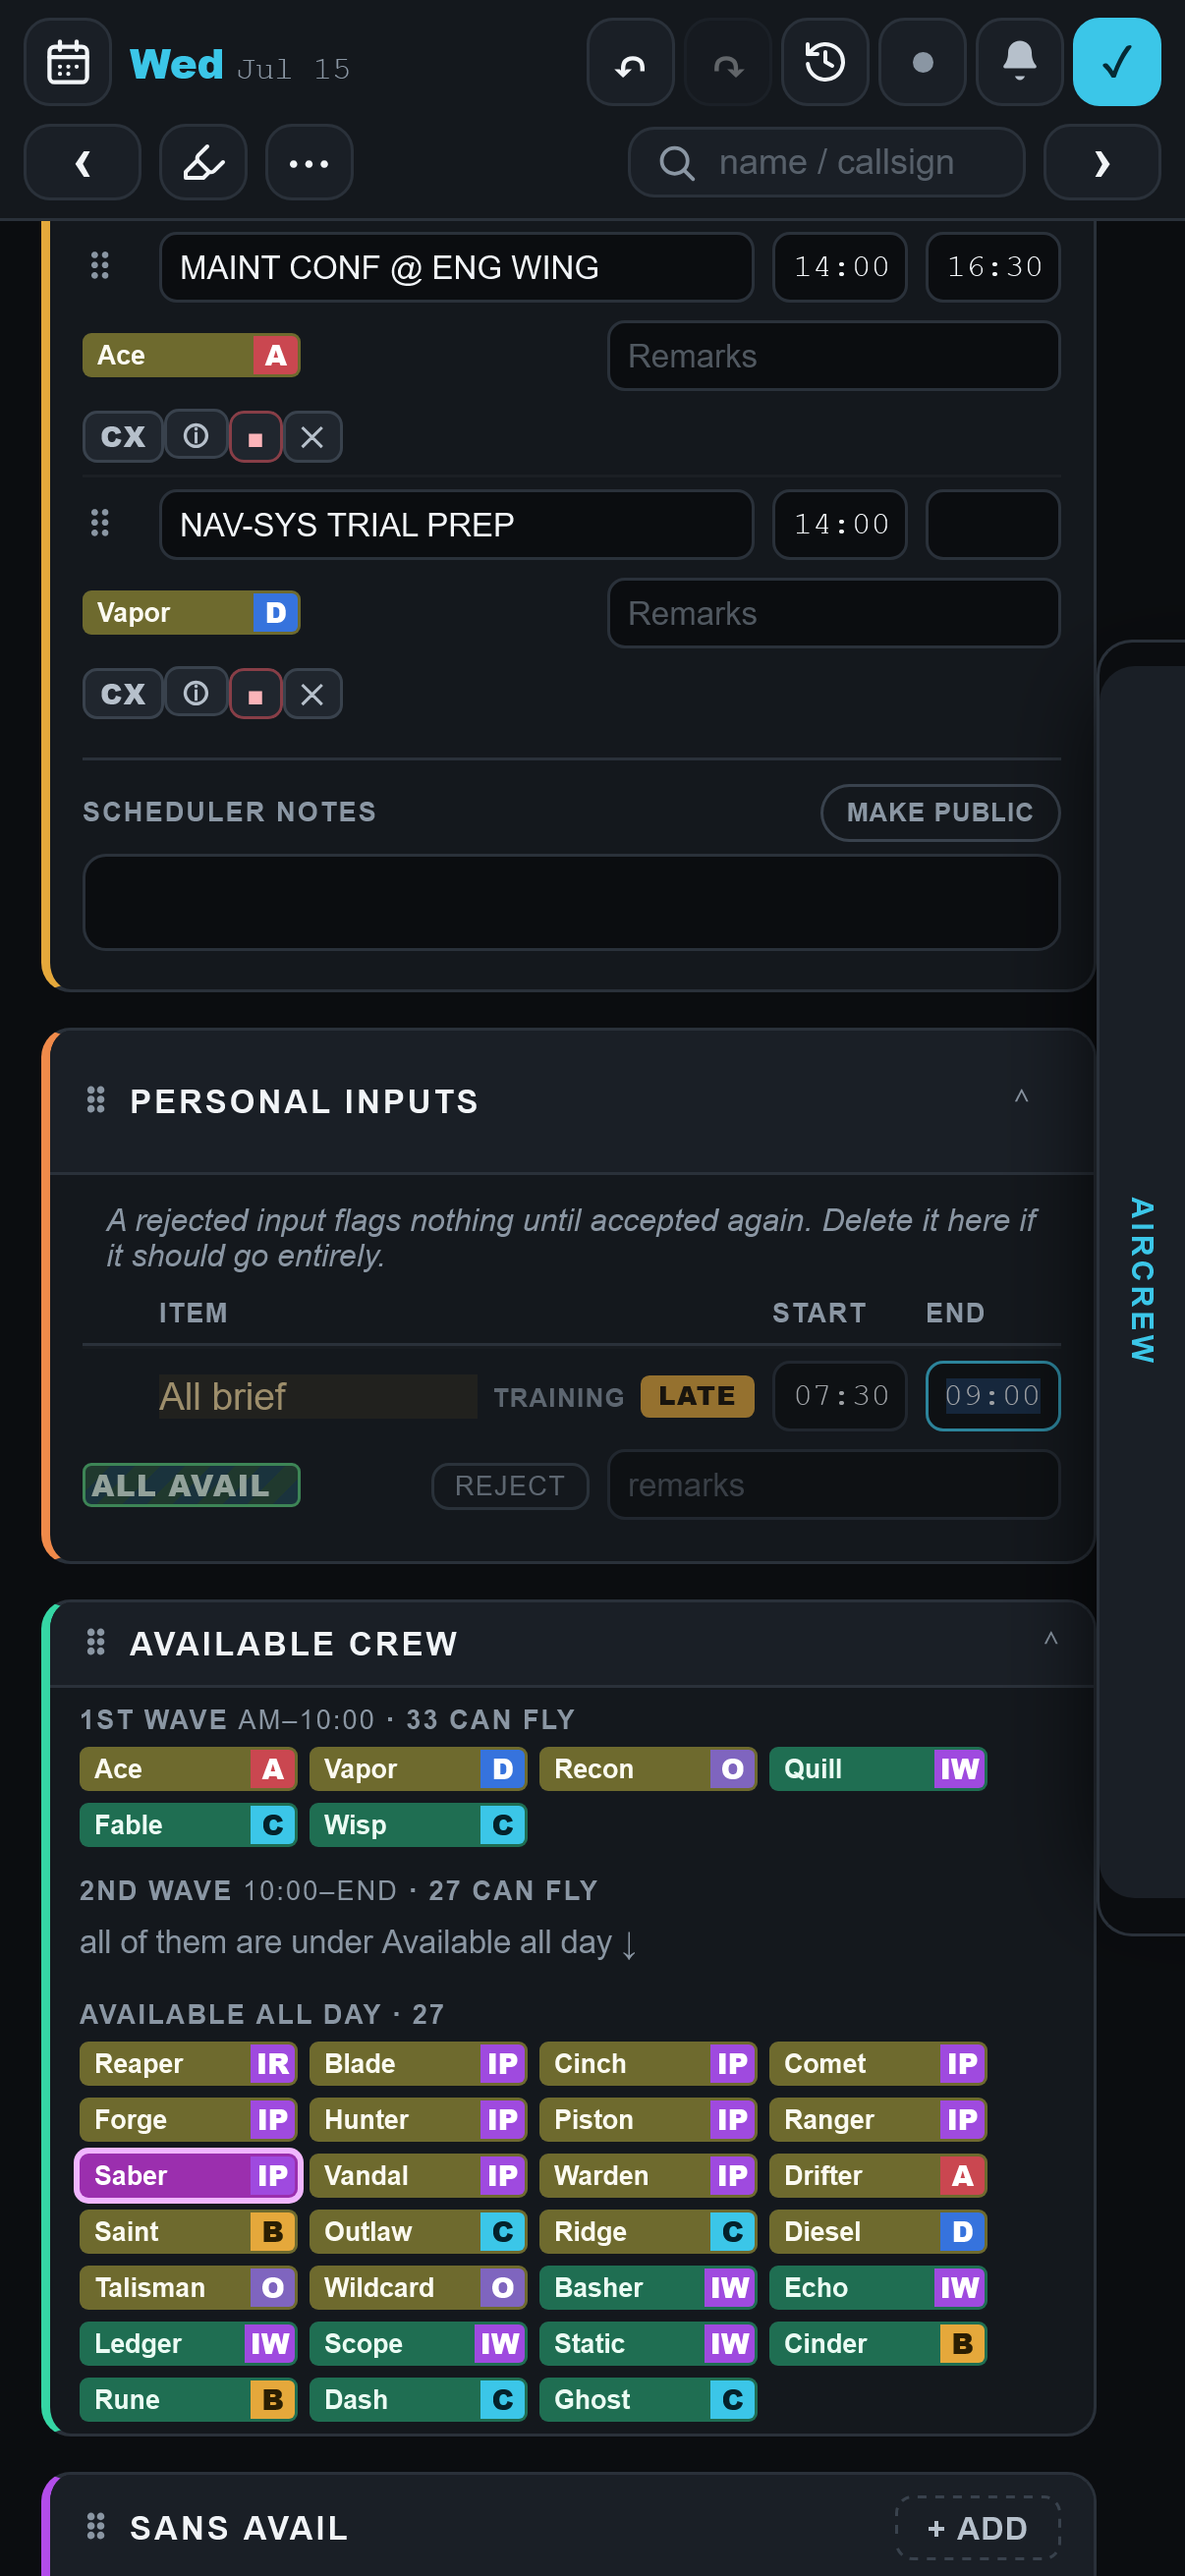 Wed Jul 15
name / callsign
MAINT CONF @ ENG WING 14:00 16:30
Ace A Remarks
CX
NAV-SYS TRIAL PREP 14:00
Vapor D Remarks
CX
SCHEDULER NOTES MAKE PUBLIC
PERSONAL INPUTS
A rejected input flags nothing until accepted again. Delete it here if
it should go entirely.
ITEM START END
All brief TRAINING LATE 07:30 09:00
ALL AVAIL REJECT remarks
AIRCREW
AVAILABLE CREW
1ST WAVE AM–10:00 · 33 CAN FLY
Ace A Vapor D Recon O Quill IW
Fable C Wisp C
2ND WAVE 10:00–END · 27 CAN FLY
all of them are under Available all day ↓
AVAILABLE ALL DAY · 27
Reaper IR Blade IP Cinch IP Comet IP
Forge IP Hunter IP Piston IP Ranger IP
Saber IP Vandal IP Warden IP Drifter A
Saint B Outlaw C Ridge C Diesel D
Talisman O Wildcard O Basher IW Echo IW
Ledger IW Scope IW Static IW Cinder B
Rune B Dash C Ghost C
SANS AVAIL + ADD